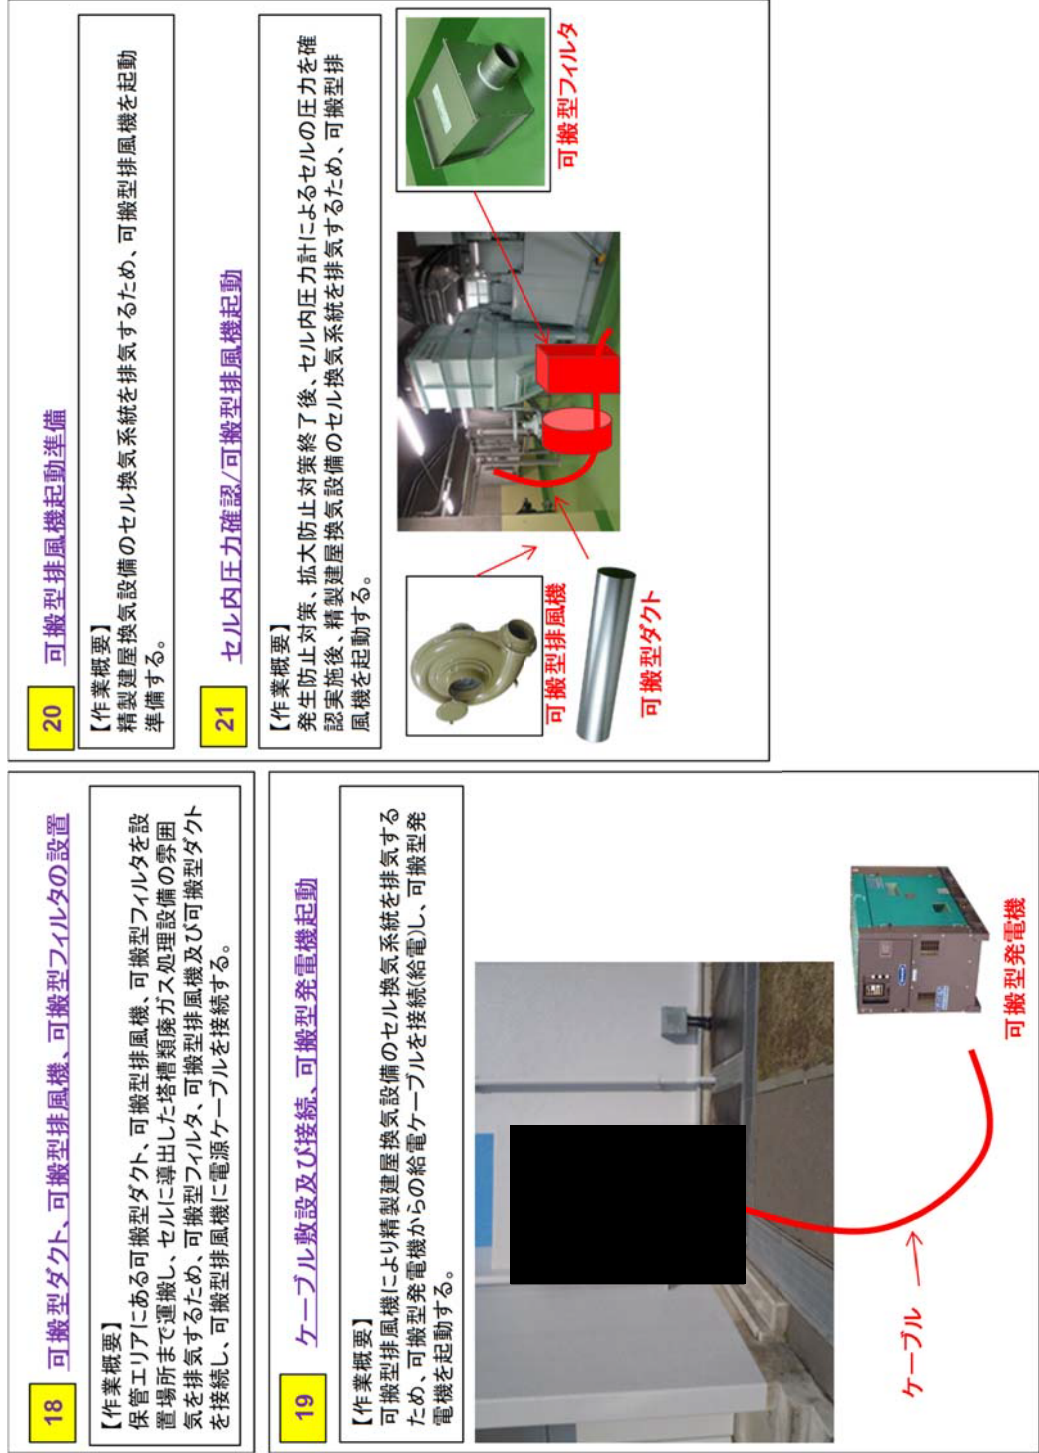 18
可搬型ダクト、可搬型排風機、可搬型フィルタの設置
【作業概要】
保管エリアにある可搬型ダクト、可搬型排風機、可搬型フィルタを設
置場所まで運搬し、セルに導出した塔槽類廃ガス処理設備の雰囲
気を排気するため、可搬型フィルタ、可搬型排風機及び可搬型ダクト
を接続し、可搬型排風機に電源ケーブルを接続する。
19
ケーブル敷設及び接続、可搬型発電機起動
【作業概要】
可搬型排風機により精製建屋換気設備のセル換気系統を排気する
ため、可搬型発電機からの給電ケーブルを接続(給電)し、可搬型発
電機を起動する。
ケーブル
可搬型発電機
20
可搬型排風機起動準備
【作業概要】
精製建屋換気設備のセル換気系統を排気するため、可搬型排風機を起動
準備する。
21
セル内圧力確認/可搬型排風機起動
【作業概要】
発生防止対策、拡大防止対策終了後、セル内圧力計によるセルの圧力を確
認実施後、精製建屋換気設備のセル換気系統を排気するため、可搬型排
風機を起動する。
可搬型排風機
可搬型ダクト
可搬型フィルタ